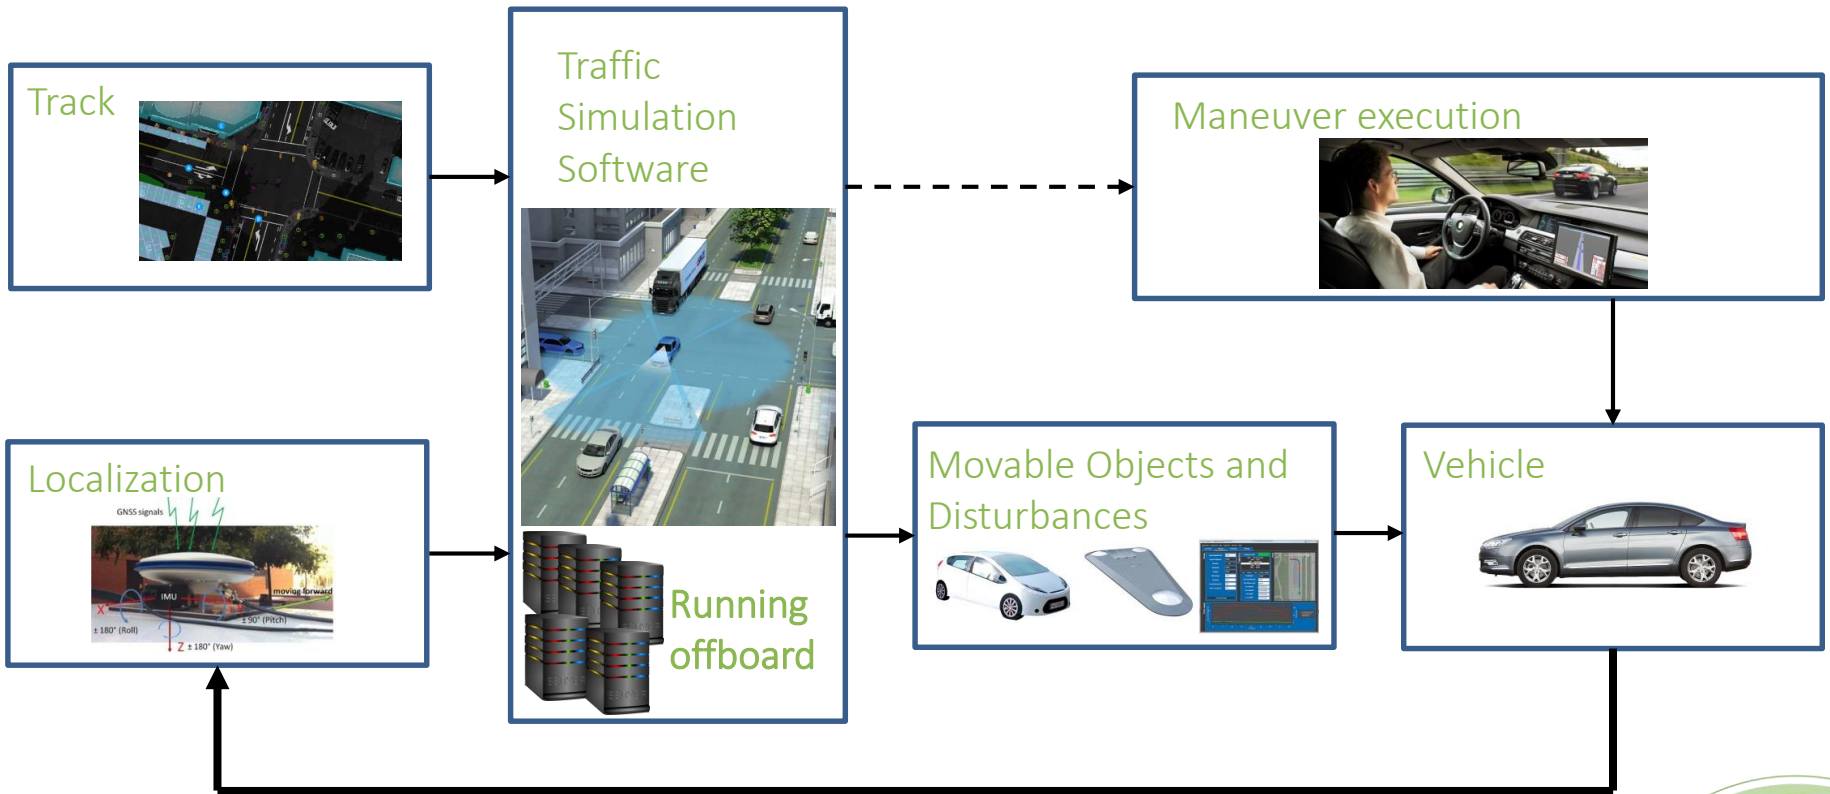 Track
Traffic
Simulation
Software
Maneuver execution
Localization
GNSS signals
IMU
moving forward
X
± 180° (Roll)
± 90° (Pitch)
Z ± 180° (Yaw)
Running
offboard
Movable Objects and
Disturbances
Vehicle